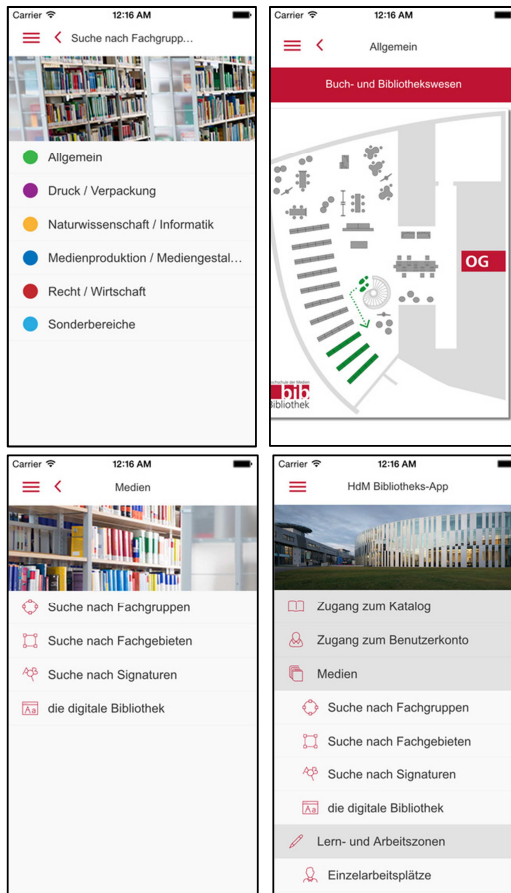 Carrier 12:16 AM
Suche nach Fachgrupp...
Allgemein
Druck / Verpackung
Naturwissenschaft / Informatik
Medienproduktion / Mediengestal...
Recht / Wirtschaft
Sonderbereiche
Carrier 12:16 AM
Allgemein
Buch- und Bibliothekswesen
OG
bib
Bibliothek
Carrier 12:16 AM
Medien
Suche nach Fachgruppen
Suche nach Fachgebieten
Suche nach Signaturen
Aa die digitale Bibliothek
Carrier 12:16 AM
HdM Bibliotheks-App
Zugang zum Katalog
Zugang zum Benutzerkonto
Medien
Suche nach Fachgruppen
Suche nach Fachgebieten
Suche nach Signaturen
Aa die digitale Bibliothek
Lern- und Arbeitszonen
Einzelarbeitsplätze